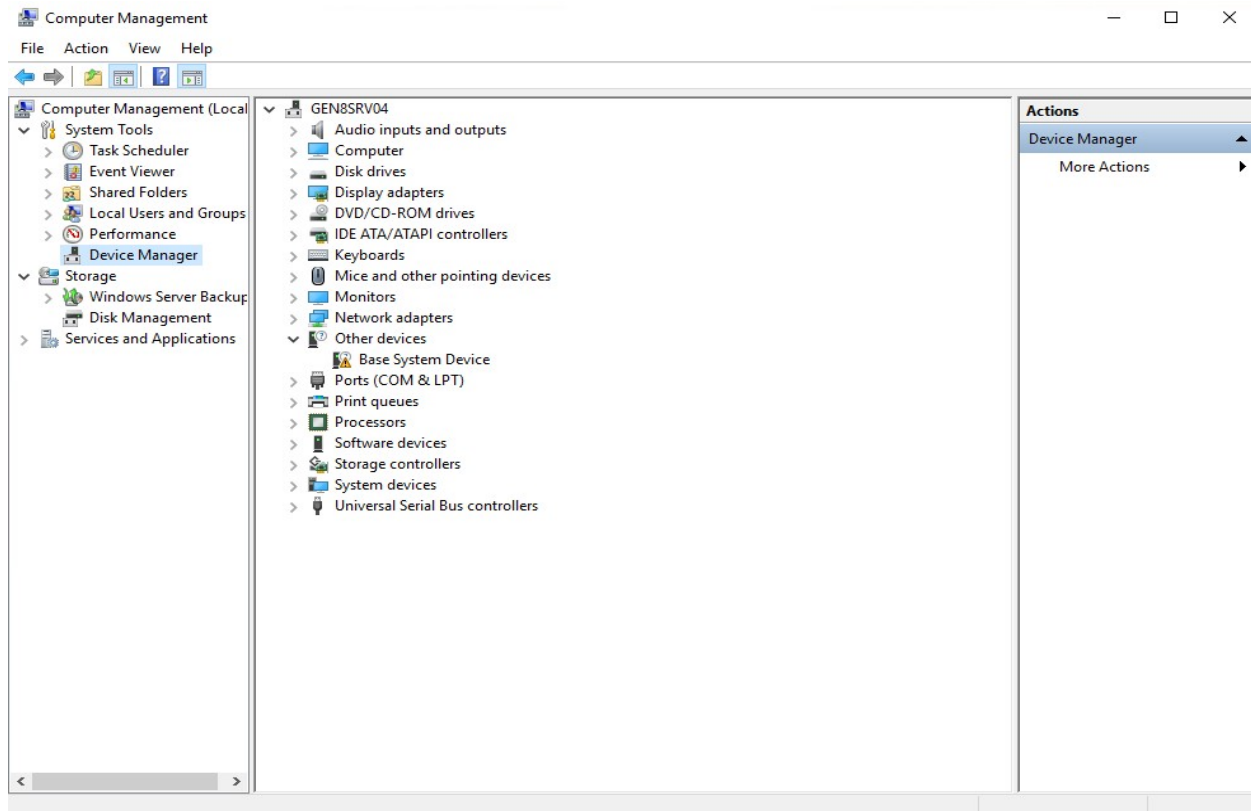 Computer Management
File Action View Help
Computer Management (Local
System Tools
Task Scheduler
Event Viewer
Shared Folders
Local Users and Groups
Performance
Device Manager
Storage
Windows Server Backup
Disk Management
Services and Applications
GEN8SRV04
Audio inputs and outputs
Computer
Disk drives
Display adapters
DVD/CD-ROM drives
IDE ATA/ATAPI controllers
Keyboards
Mice and other pointing devices
Monitors
Network adapters
Other devices
Base System Device
Ports (COM & LPT)
Print queues
Processors
Software devices
Storage controllers
System devices
Universal Serial Bus controllers
Actions
Device Manager
More Actions